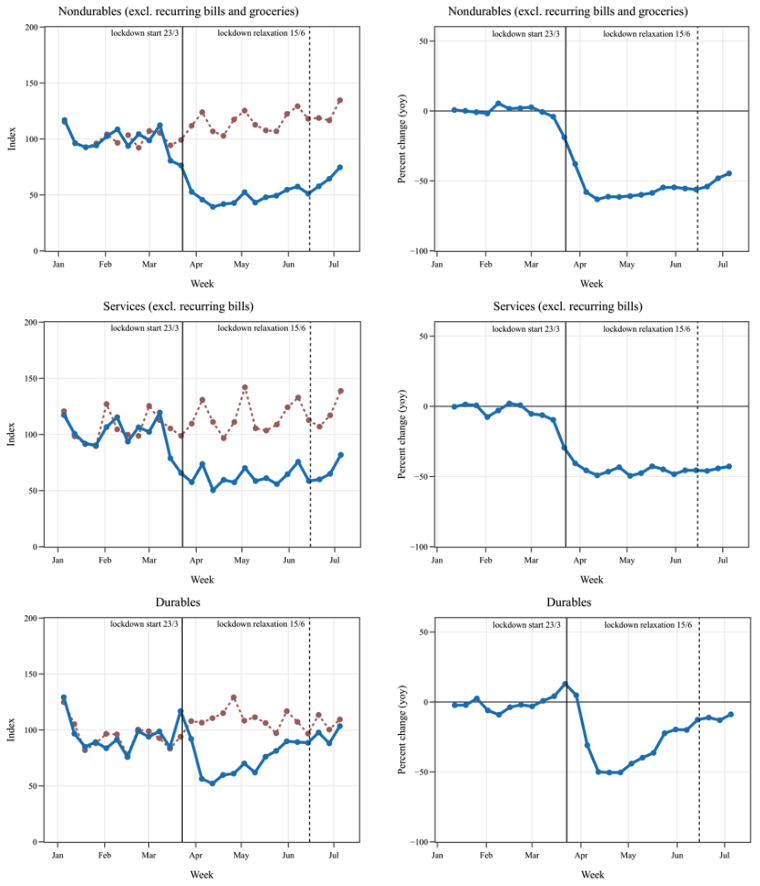 Nondurables (excl. recurring bills and groceries)
200
150
100
50
0
Index
lockdown start 23/3
lockdown relaxation 15/6
Jan Feb Mar Apr May Jun Jul
Week
Nondurables (excl. recurring bills and groceries)
50
0
−50
−100
Percent change (yoy)
lockdown start 23/3
lockdown relaxation 15/6
Jan Feb Mar Apr May Jun Jul
Week
Services (excl. recurring bills)
200
150
100
50
0
Index
lockdown start 23/3
lockdown relaxation 15/6
Jan Feb Mar Apr May Jun Jul
Week
Services (excl. recurring bills)
50
0
−50
−100
Percent change (yoy)
lockdown start 23/3
lockdown relaxation 15/6
Jan Feb Mar Apr May Jun Jul
Week
Durables
200
150
100
50
0
Index
lockdown start 23/3
lockdown relaxation 15/6
Jan Feb Mar Apr May Jun Jul
Week
Durables
50
0
−50
−100
Percent change (yoy)
lockdown start 23/3
lockdown relaxation 15/6
Jan Feb Mar Apr May Jun Jul
Week